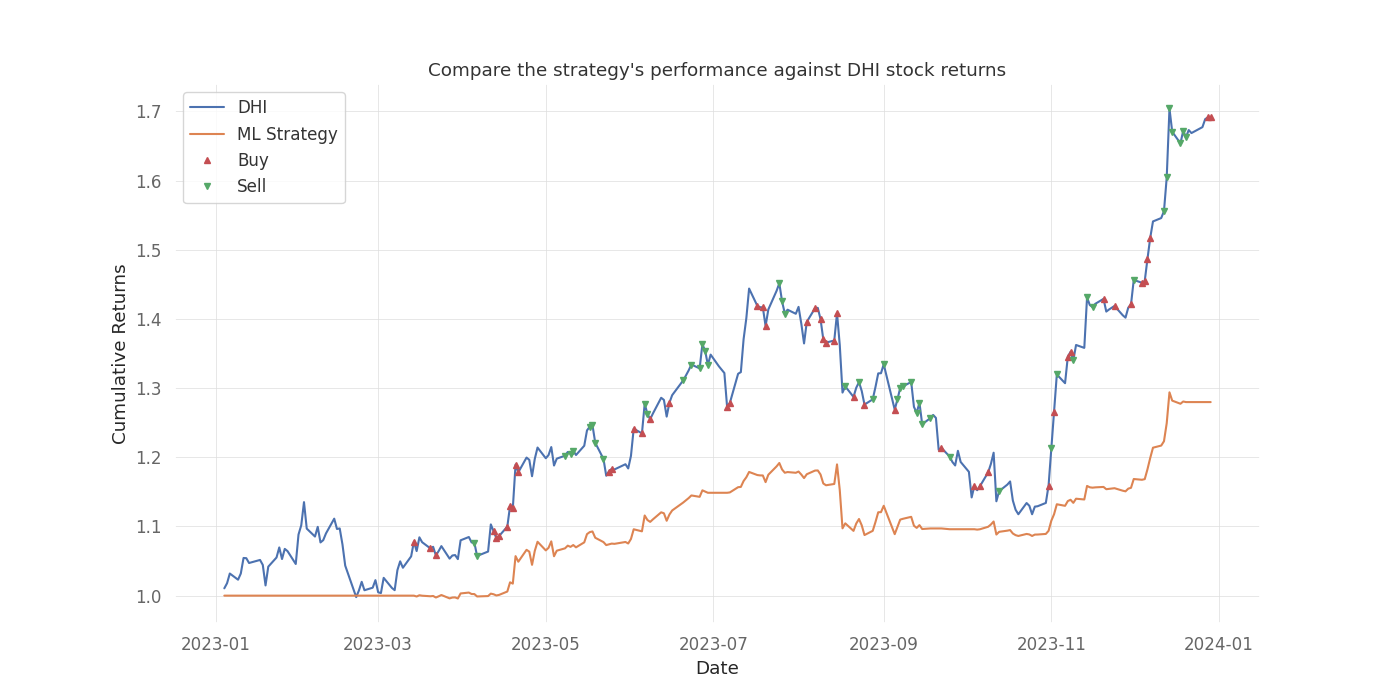 Compare the strategy's performance against DHI stock returns
DHI
ML Strategy
Buy
Sell
Cumulative Returns
1.7
1.6
1.5
1.4
1.3
1.2
1.1
1.0
2023-01
2023-03
2023-05
2023-07
2023-09
2023-11
2024-01
Date